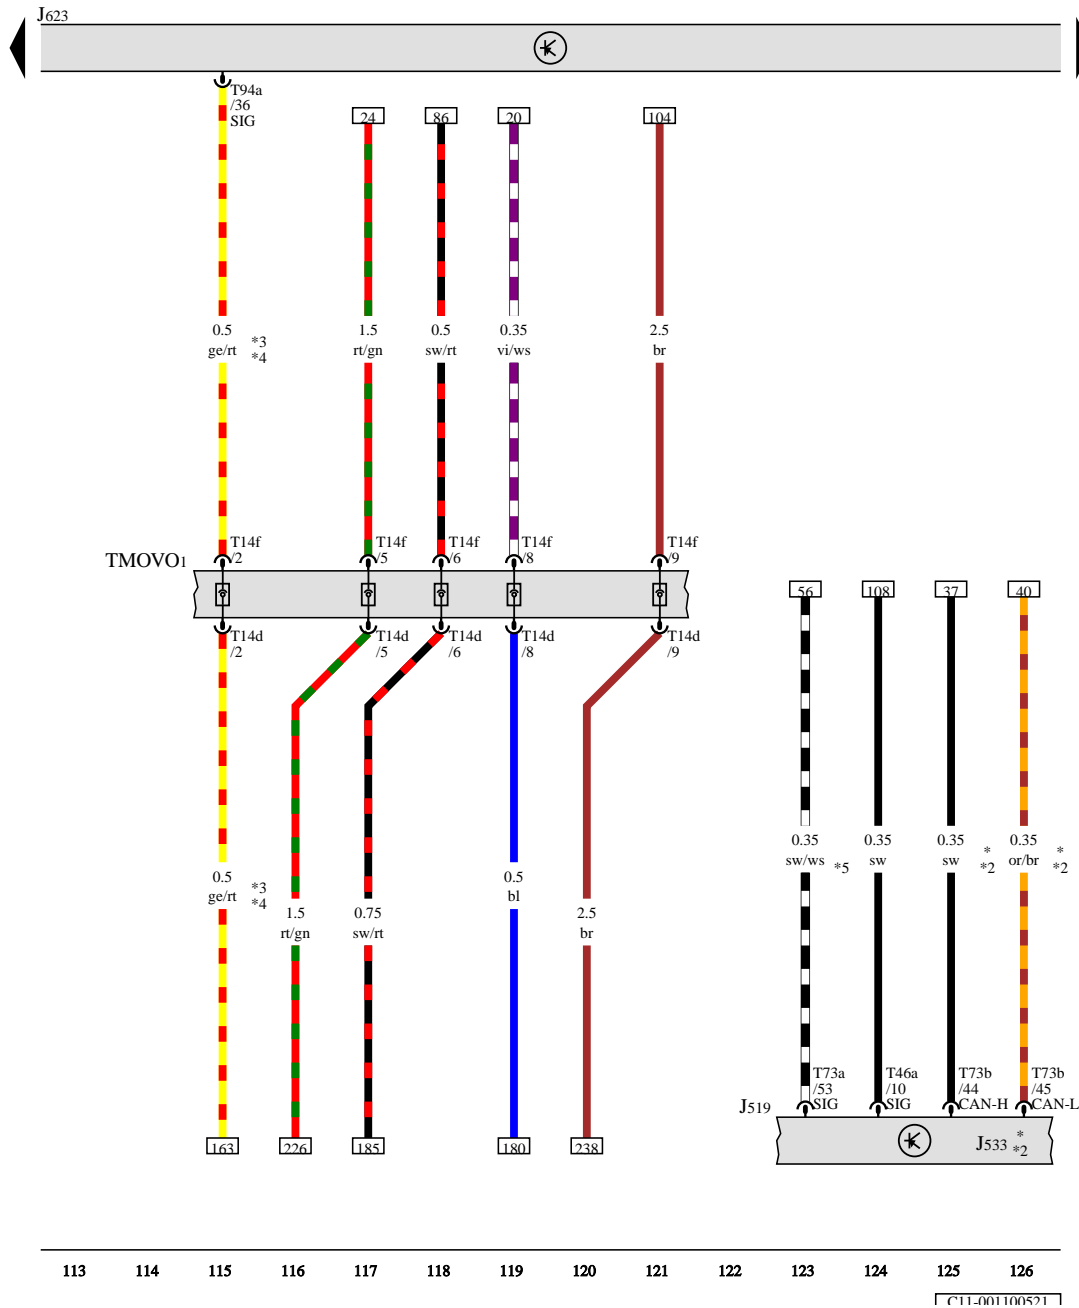 J623
T94a
/36
SIG
24
86
20
104
0.5
ge/rt
*3
*4
1.5
rt/gn
0.5
sw/rt
0.35
vi/ws
2.5
br
TMOVO1
T14f
/2
T14f
/5
T14f
/6
T14f
/8
T14f
/9
T14d
/2
T14d
/5
T14d
/6
T14d
/8
T14d
/9
56
108
37
40
0.35
sw/ws
*5
0.35
sw
0.35
sw
*
*2
0.35
or/br
*
*2
0.5
ge/rt
*3
*4
1.5
rt/gn
0.75
sw/rt
0.5
bl
2.5
br
J519
T73a
/53
SIG
T46a
/10
SIG
T73b
/44
CAN-H
T73b
/45
CAN-L
J533
*
*2
163
226
185
180
238
113 114 115 116 117 118 119 120 121 122 123 124 125 126
C11-001100521